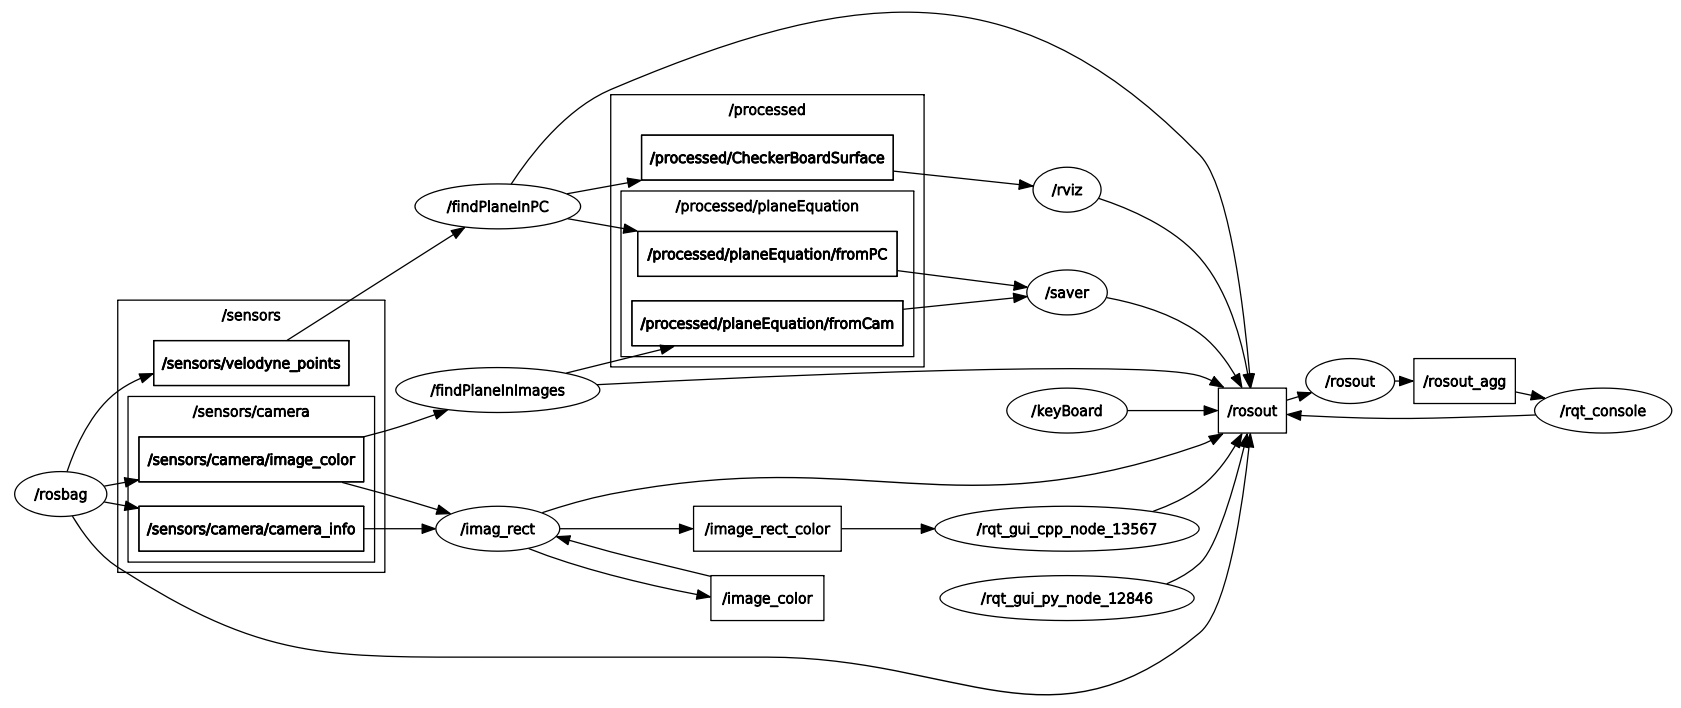 /processed
/processed/CheckerBoardSurface
/rviz
/findPlaneInPC
/processed/planeEquation
/processed/planeEquation/fromPC
/saver
/sensors
/processed/planeEquation/fromCam
/sensors/velodyne_points
/findPlaneInImages
/rosout
/rosout_agg
/sensors/camera
/keyBoard
/rosout
/rqt_console
/sensors/camera/image_color
/rosbag
/sensors/camera/camera_info
/imag_rect
/image_rect_color
/rqt_gui_cpp_node_13567
/image_color
/rqt_gui_py_node_12846